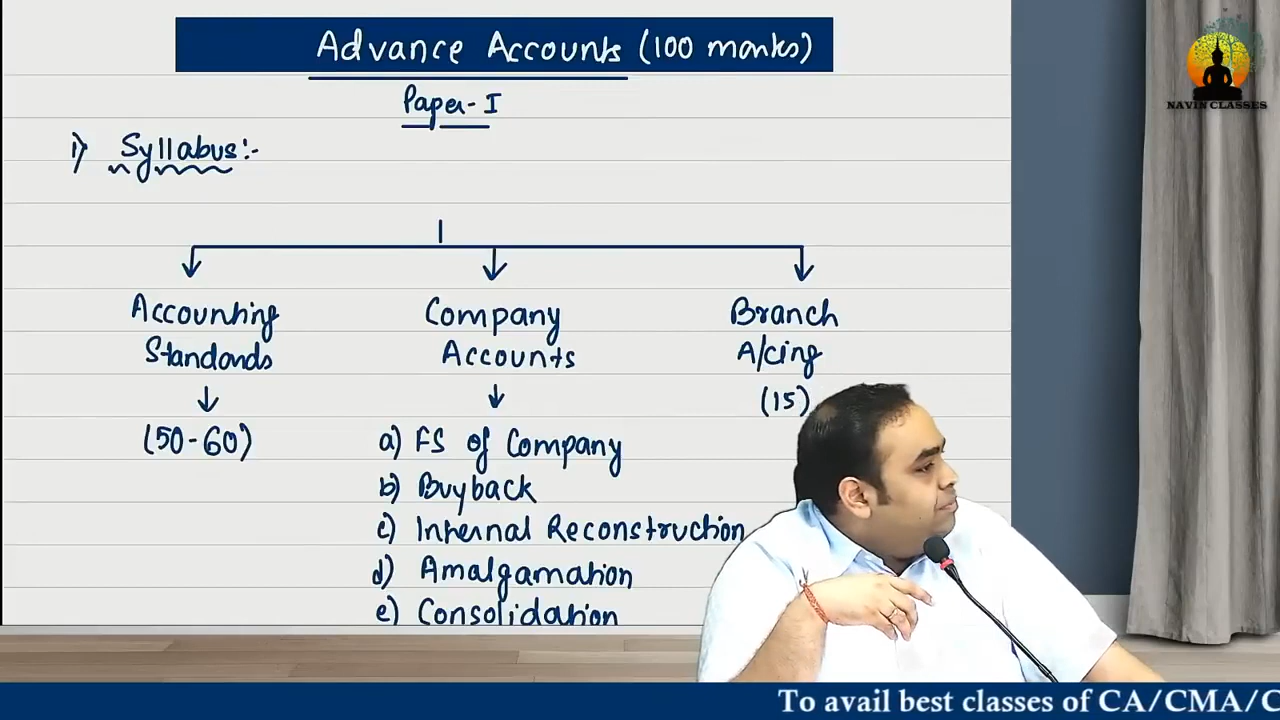 Advance Accounts (100 marks)
Paper-I
NAVIN CLASSES
1) Syllabus:-
Accounting
Standards
(50-60)
Company
Accounts
a) FS of Company
b) Buyback
c) Internal Reconstruction
d) Amalgamation
e) Consolidation
Branch
A/cing
(15)
To avail best classes of CA/CMA/C